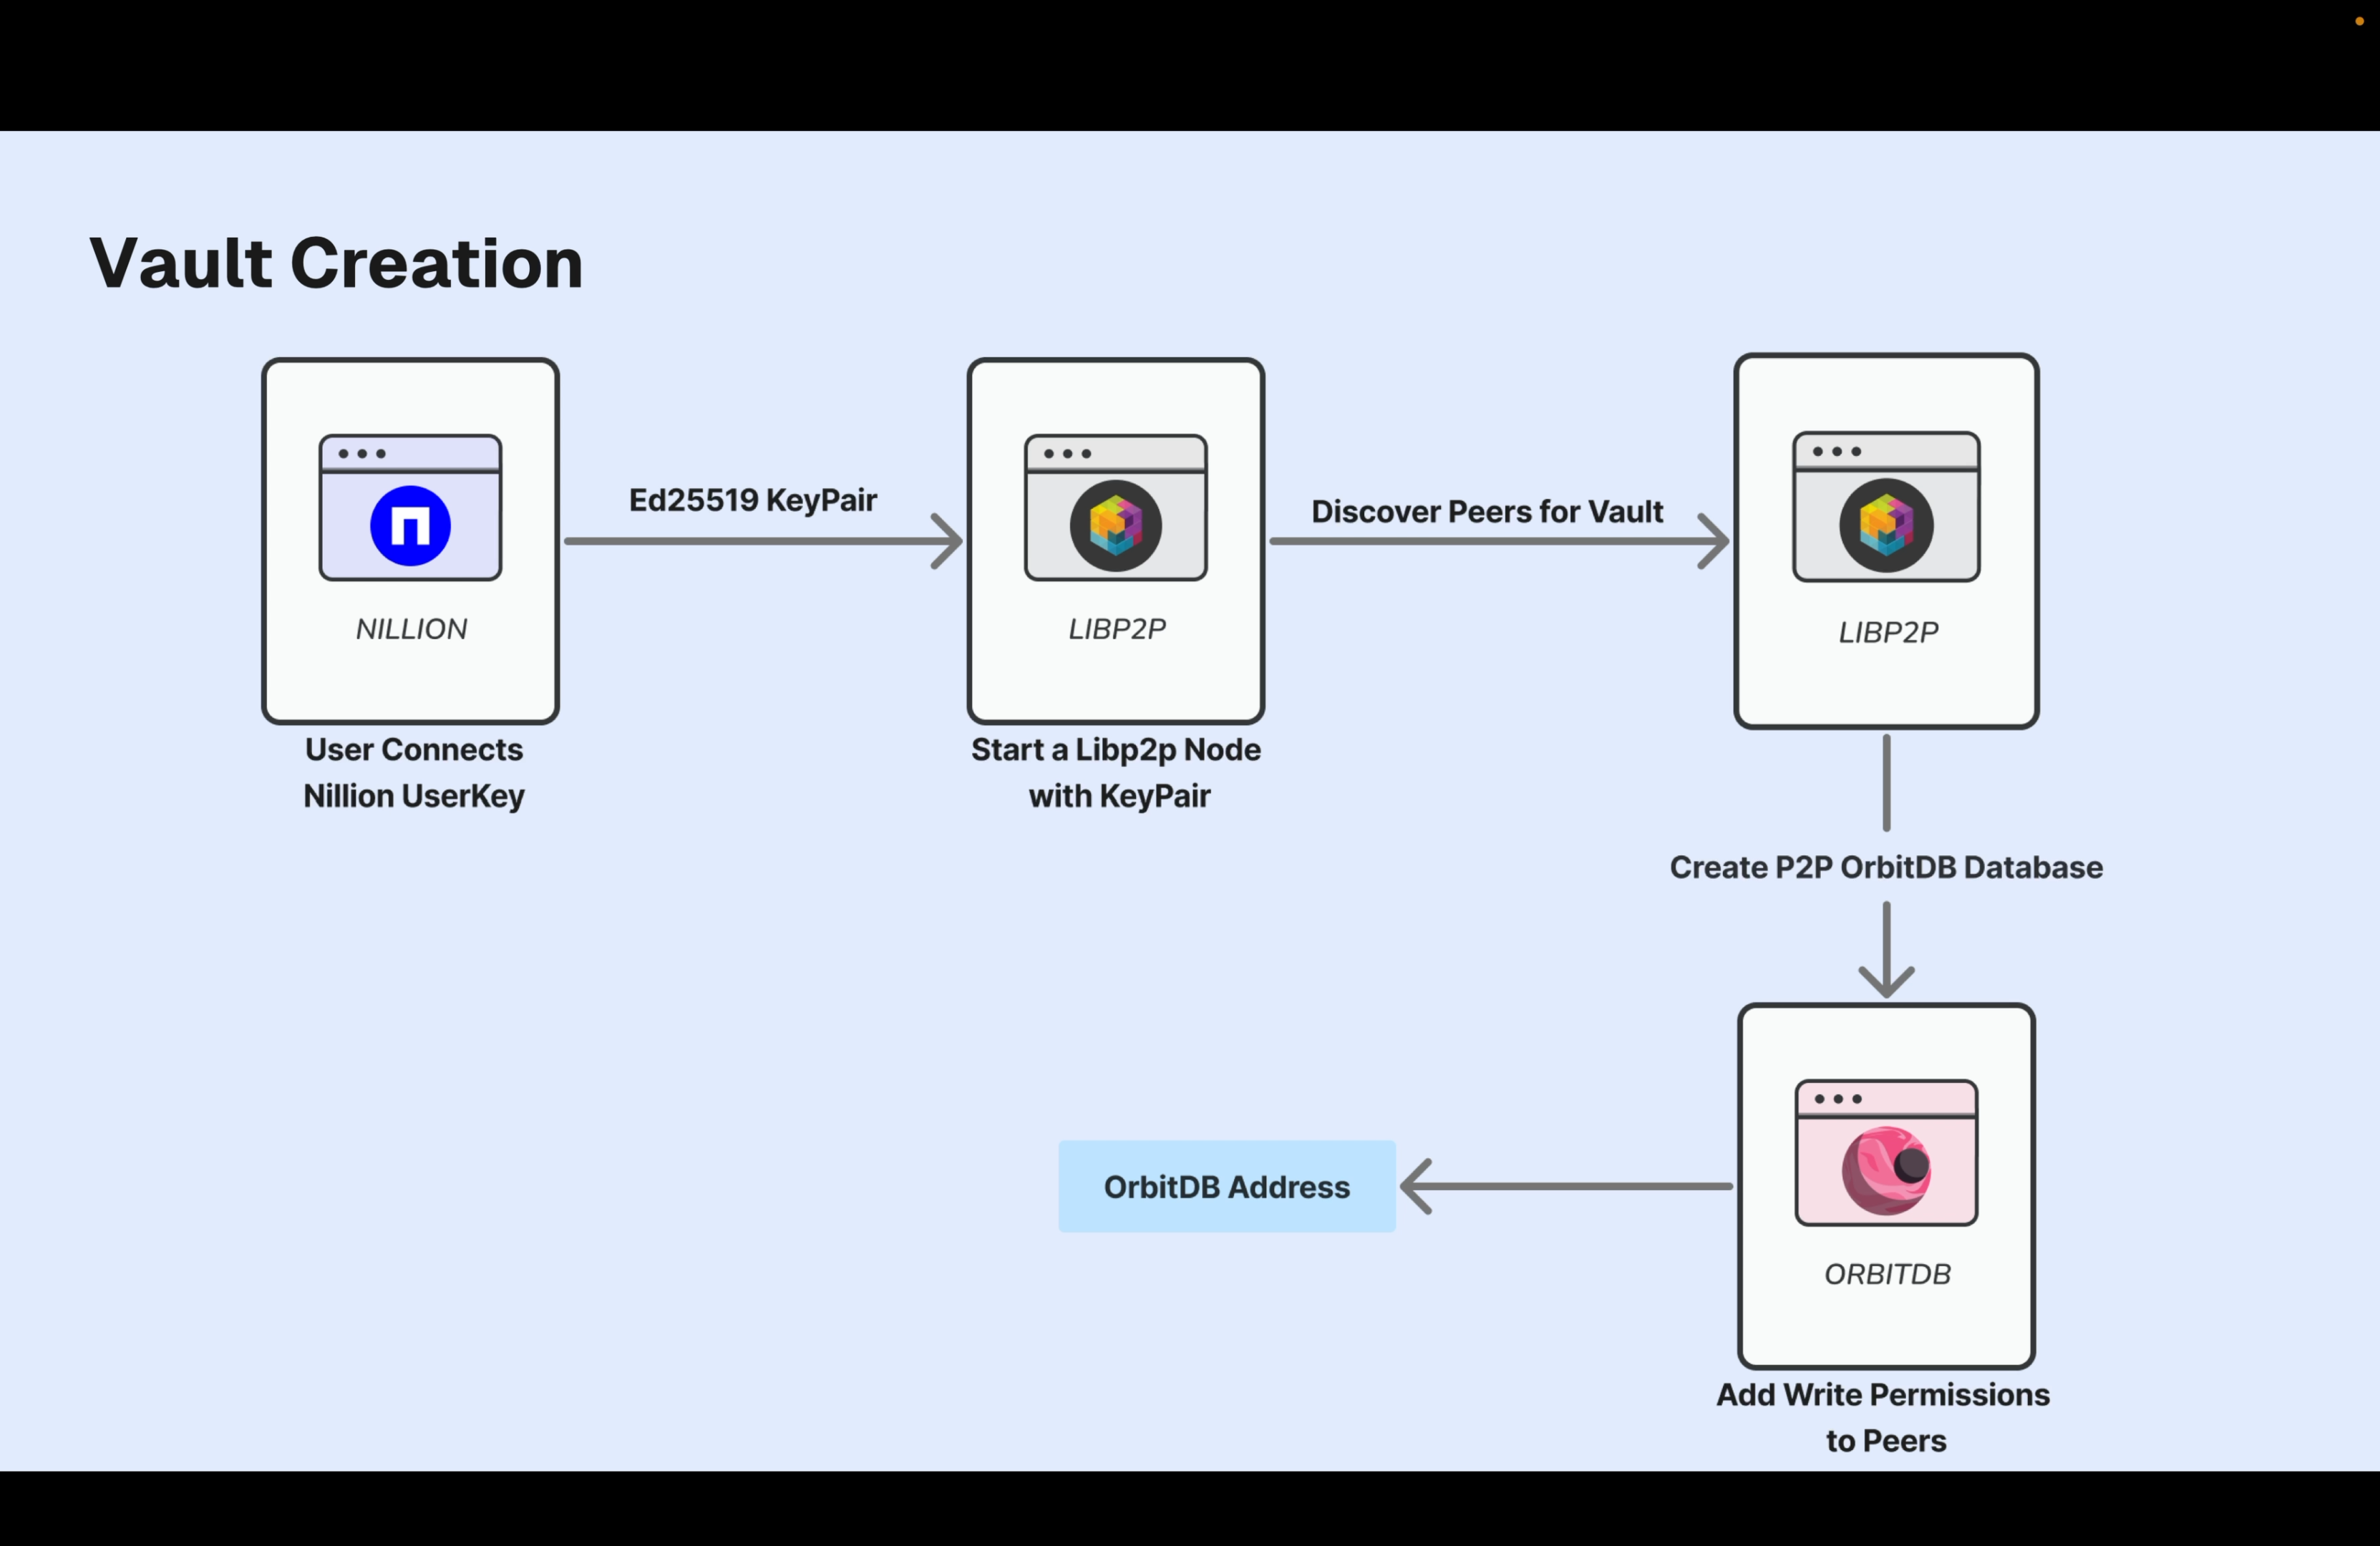 Vault Creation
Ed25519 KeyPair
Discover Peers for Vault
NILLION
LIBP2P
LIBP2P
User Connects
Nillion UserKey
Start a Libp2p Node
with KeyPair
Create P2P OrbitDB Database
OrbitDB Address
ORBITDB
Add Write Permissions
to Peers